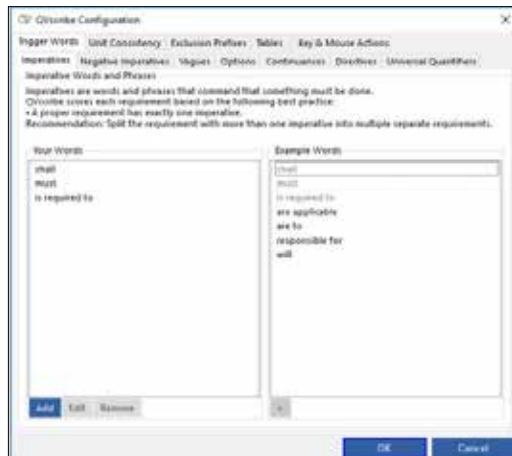 QVscribe Configuration
Trigger Words Unit Consistency Exclusion Prefixes Tables Key & Mouse Actions
Imperatives Negative Imperatives Vagues Options Continuances Directives Universal Quantifiers
Imperative Words and Phrases
Imperatives are words and phrases that command that something must be done.
QVscribe scores each requirement based on the following best practice:
• A proper requirement has exactly one imperative.
Recommendation: Split the requirement with more than one imperative into multiple separate requirements.
Your Words
shall
must
is required to
Add Edit Remove
Example Words
shall
must
is required to
are applicable
are to
responsible for
will
OK Cancel